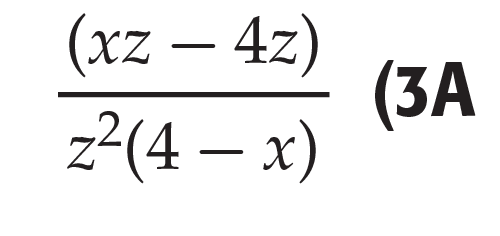 (xz − 4z) (3A
z²(4 − x)